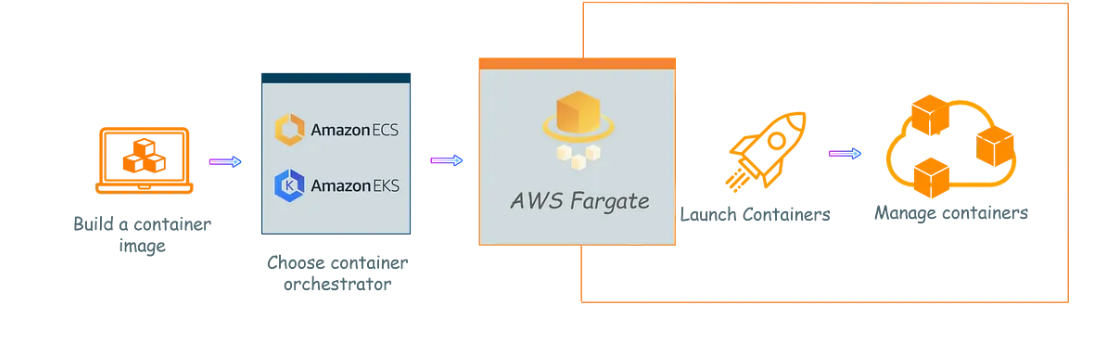 Amazon ECS
K
Amazon EKS
AWS Fargate
Launch Containers
Manage containers
Build a container
image
Choose container
orchestrator